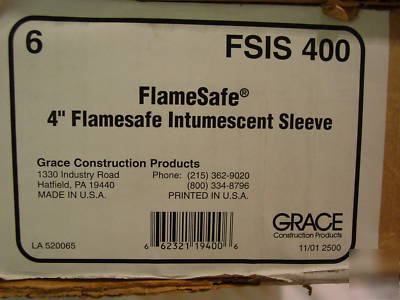 6 FSIS 400
FlameSafe®
4" Flamesafe Intumescent Sleeve
Grace Construction Products
1330 Industry Road Phone: (215) 362-9020
Hatfield, PA 19440 (800) 334-8796
MADE IN U.S.A. PRINTED IN U.S.A.
GRACE
Construction Products
LA 520065 6 62321 19400 6 11/01 2500